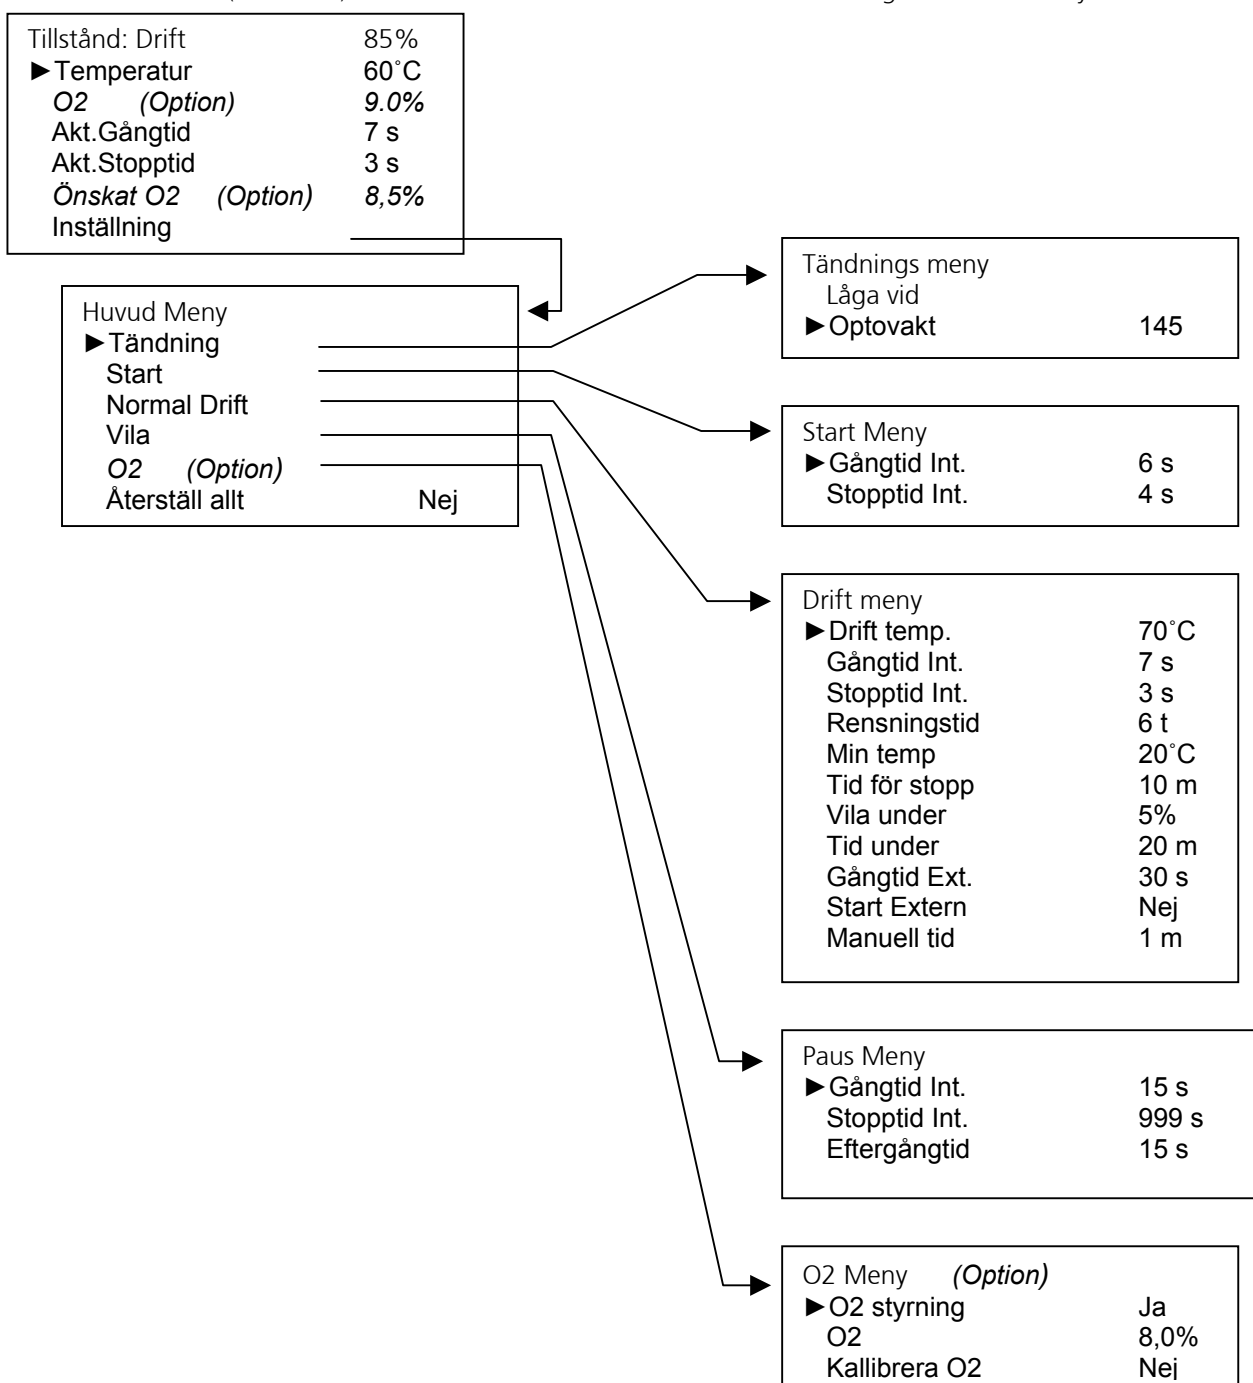 Tillstånd: Drift 85%
►Temperatur 60˚C
O2 (Option) 9.0%
Akt.Gångtid 7 s
Akt.Stopptid 3 s
Önskat O2 (Option) 8,5%
Inställning
Huvud Meny
►Tändning
Start
Normal Drift
Vila
O2 (Option)
Återställ allt Nej
Tändnings meny
Låga vid
►Optovakt 145
Start Meny
►Gångtid Int. 6 s
Stopptid Int. 4 s
Drift meny
►Drift temp. 70˚C
Gångtid Int. 7 s
Stopptid Int. 3 s
Rensningstid 6 t
Min temp 20˚C
Tid för stopp 10 m
Vila under 5%
Tid under 20 m
Gångtid Ext. 30 s
Start Extern Nej
Manuell tid 1 m
Paus Meny
►Gångtid Int. 15 s
Stopptid Int. 999 s
Eftergångtid 15 s
O2 Meny (Option)
►O2 styrning Ja
O2 8,0%
Kallibrera O2 Nej